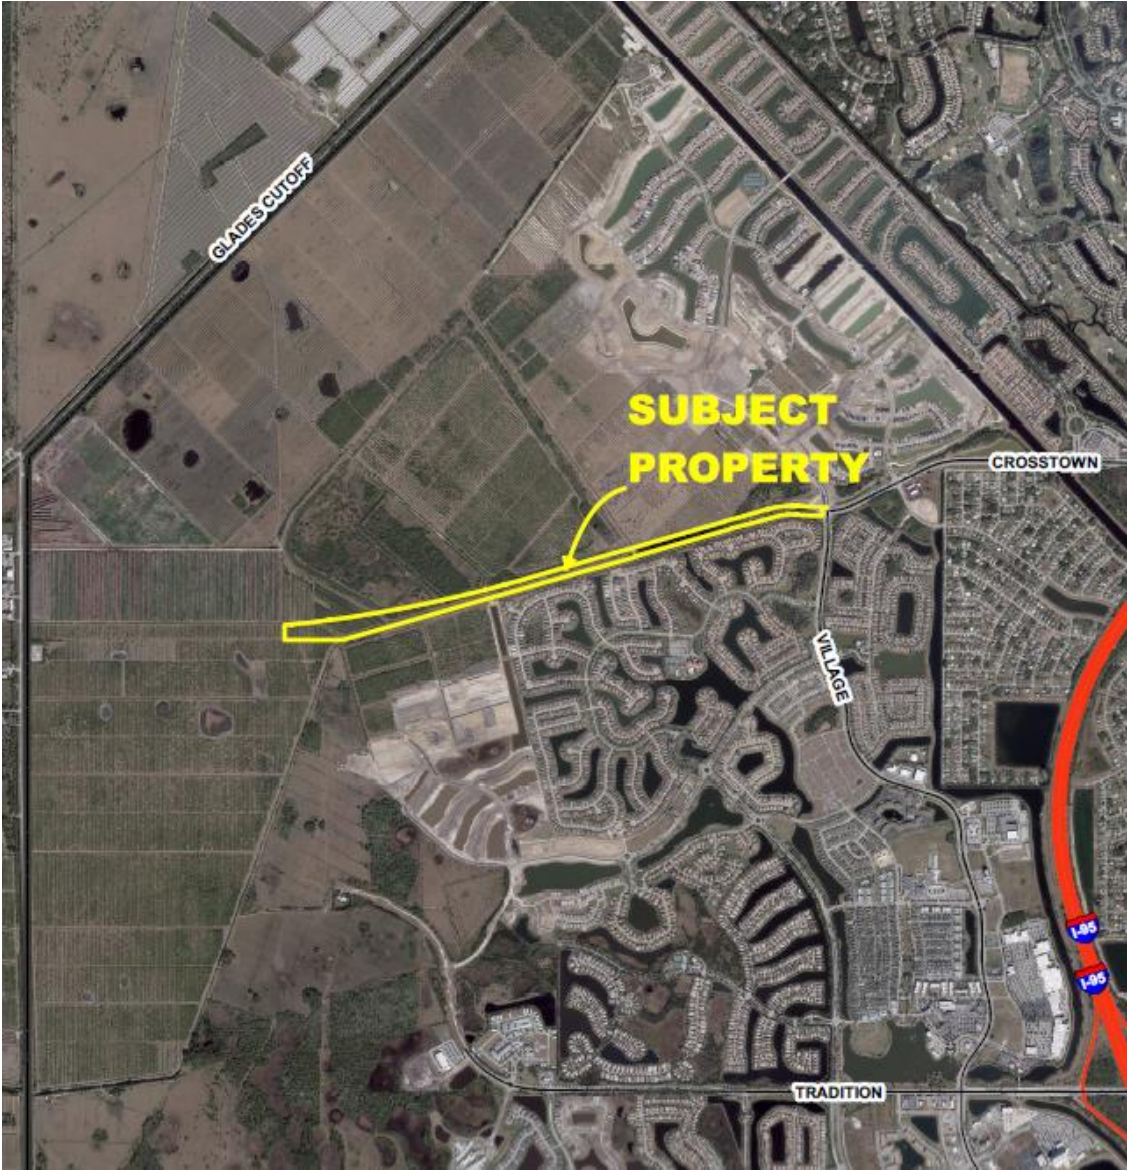 GLADES CUTOFF
SUBJECT
PROPERTY
CROSSTOWN
VILLAGE
I-95
I-95
TRADITION